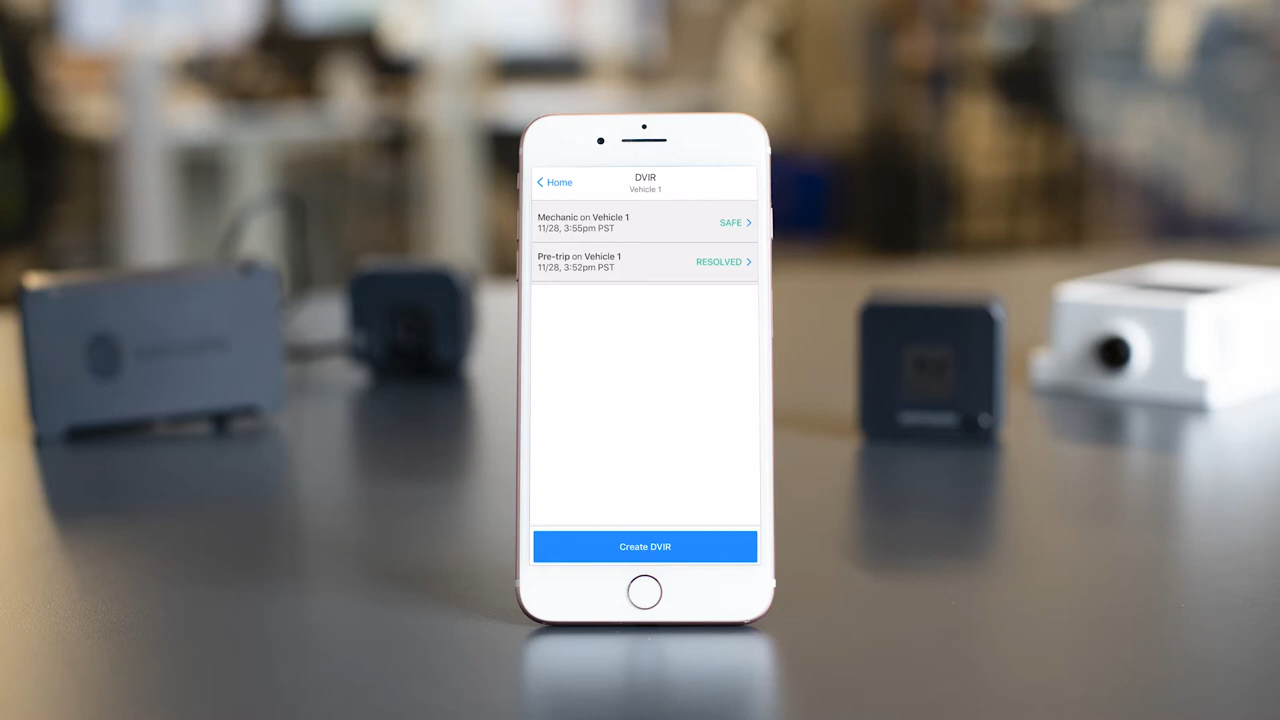 Home
DVIR
Vehicle 1
Mechanic on Vehicle 1
11/28, 3:55pm PST
SAFE
Pre-trip on Vehicle 1
11/28, 3:52pm PST
RESOLVED
Create DVIR